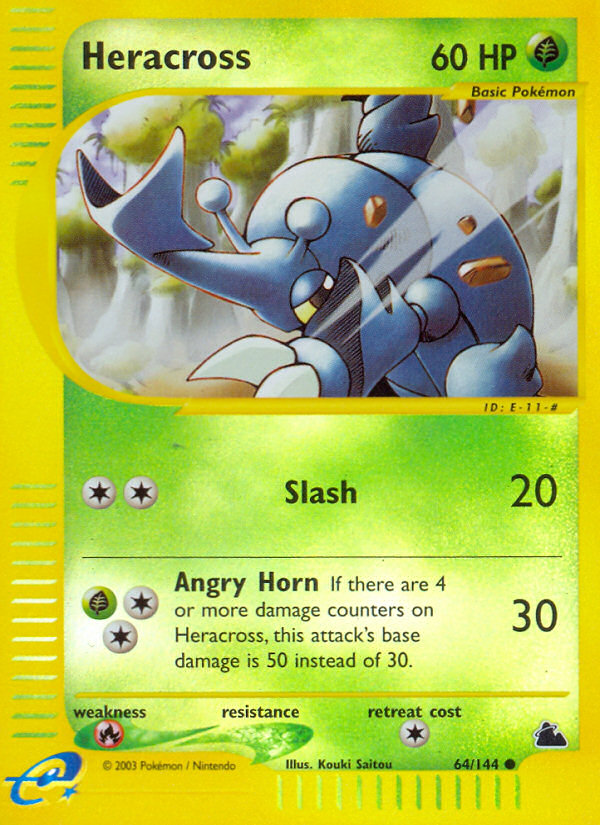 Heracross
60 HP
Basic Pokémon
ID: E-11-#
Slash 20
Angry Horn If there are 4
or more damage counters on
Heracross, this attack's base
damage is 50 instead of 30.
30
weakness resistance retreat cost
© 2003 Pokémon / Nintendo Illus. Kouki Saitou 64/144
e